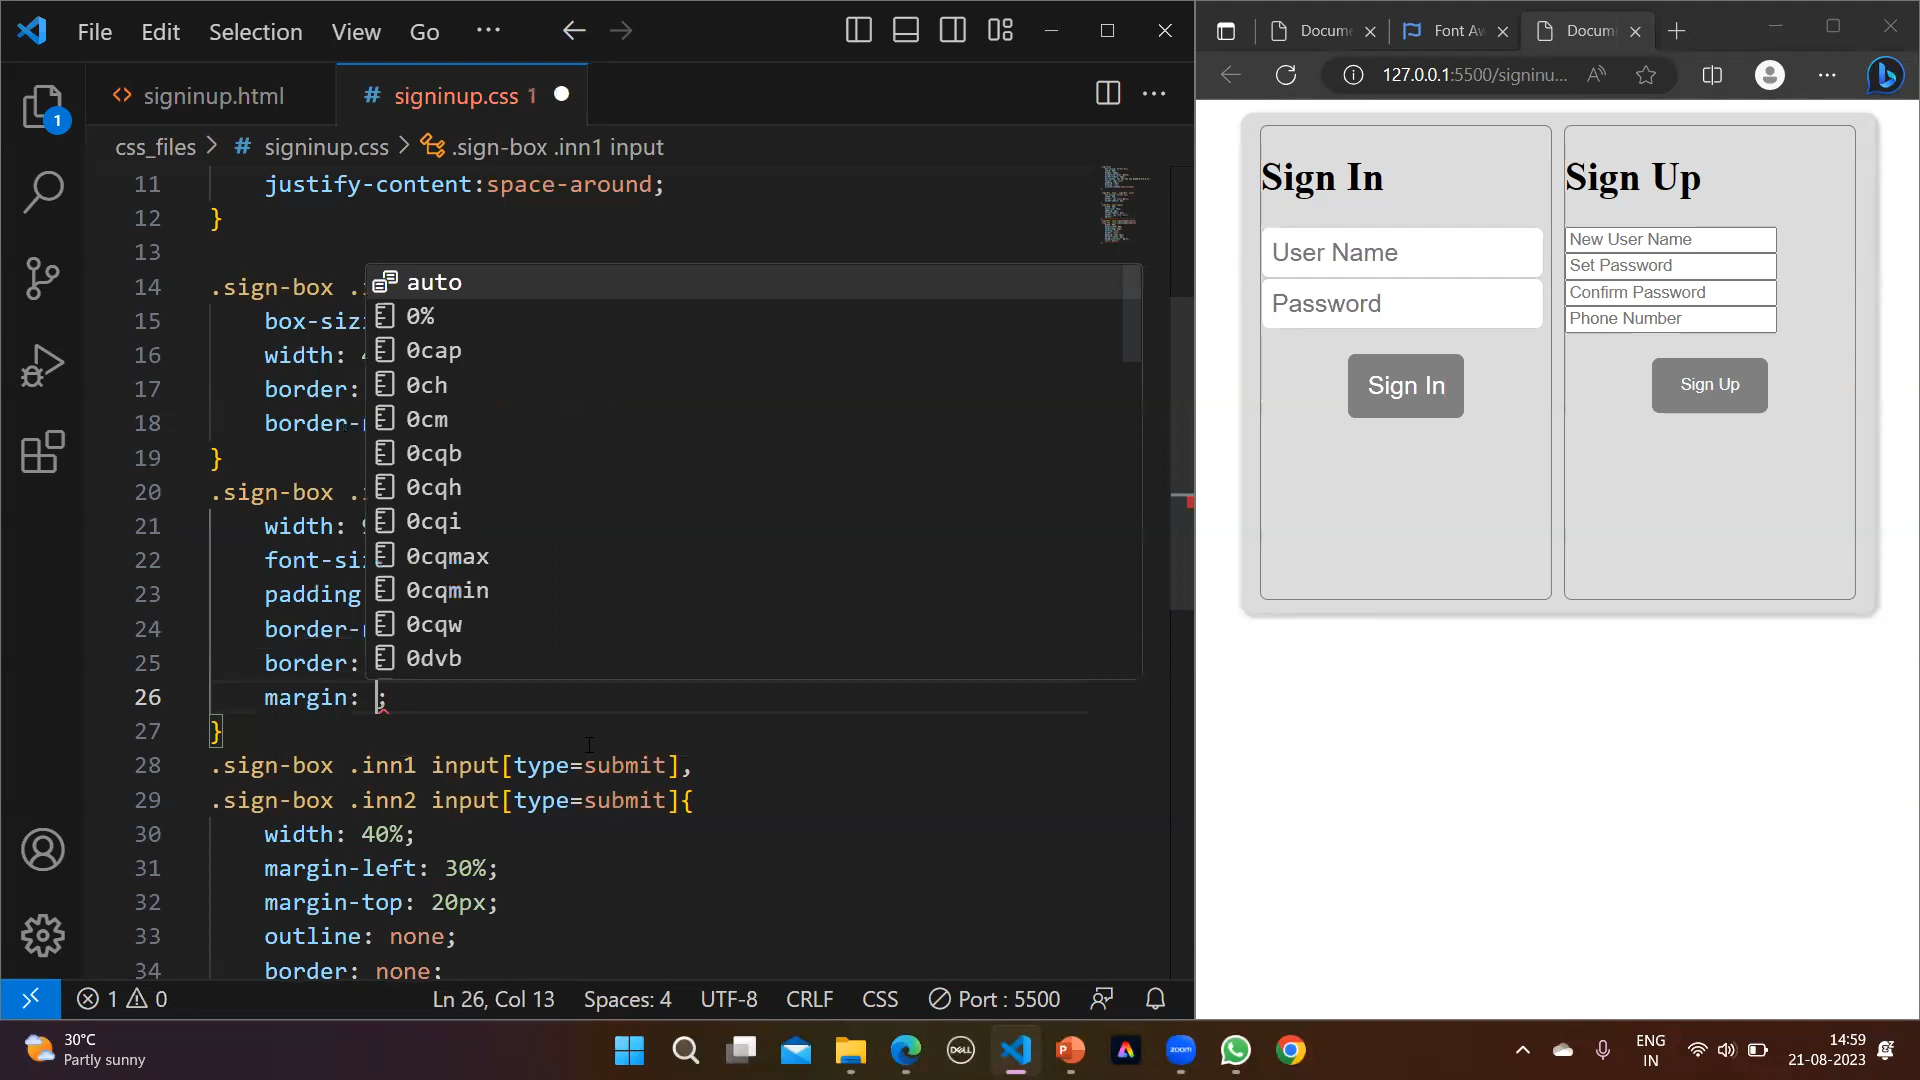 File Edit Selection View Go ...
signinup.html # signinup.css 1
css_files > # signinup.css > .sign-box .inn1 input
11 justify-content:space-around;
12 }
13
14 .sign-box .
15 box-siz
16 width:
17 border:
18 border-
19 }
20 .sign-box .
21 width:
22 font-si
23 padding
24 border-
25 border:
26 margin: ;
27 }
28 .sign-box .inn1 input[type=submit],
29 .sign-box .inn2 input[type=submit]{
30 width: 40%;
31 margin-left: 30%;
32 margin-top: 20px;
33 outline: none;
34 border: none;
auto
0%
0cap
0ch
0cm
0cqb
0cqh
0cqi
0cqmax
0cqmin
0cqw
0dvb
1 0 Ln 26, Col 13 Spaces: 4 UTF-8 CRLF CSS Port : 5500
Docum Font Aw Docum
127.0.0.1:5500/signinu...
Sign In
User Name
Password
Sign In
Sign Up
New User Name
Set Password
Confirm Password
Phone Number
Sign Up
1
30°C
Partly sunny
DELL
zoom
ENG
IN
14:59
21-08-2023